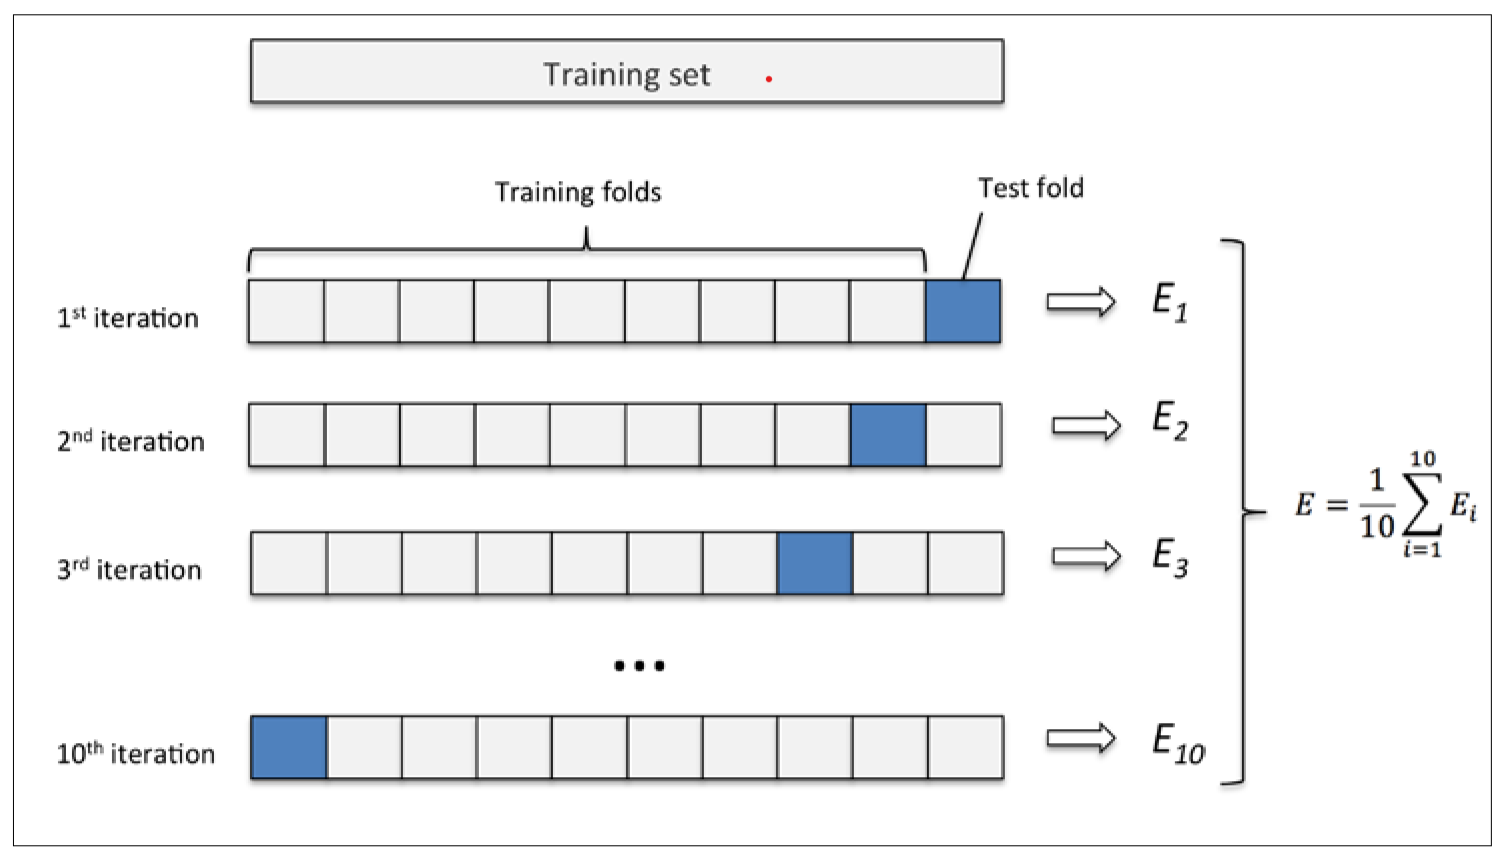 Training set
Training folds
Test fold
1st iteration
E1
2nd iteration
E2
3rd iteration
E3
...
10th iteration
E10
E = 1/10 ∑_{i=1}^{10} E_i